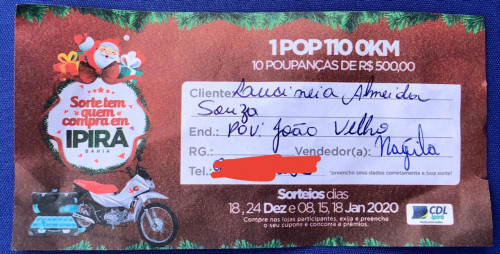 1 POP 110 0KM
10 POUPANÇAS DE R$ 500,00
Sorte tem
quem
compra em
IPIRÁ
BAHIA
Cliente: Laucineia Almeida
Souza
End.: Pov: João Velho
RG.: Vendedor(a): Nagila
Tel.: *preencha seus dados corretamente e boa sorte!
Sorteios dias
18, 24 Dez e 08, 15, 18 Jan 2020
Compre nas lojas participantes, exija e preencha
o seu cupom e concorra a prêmios.
CDL
Ipirá